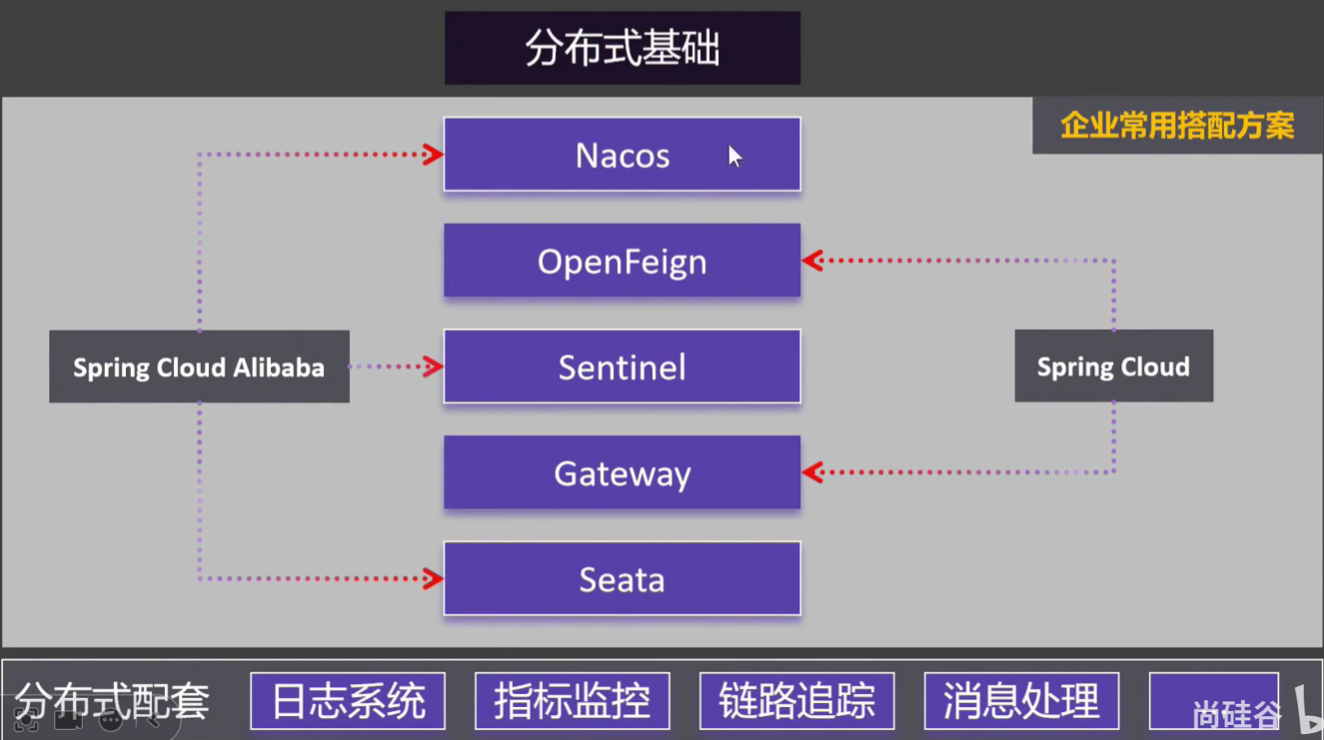 分布式基础
企业常用搭配方案
Nacos
OpenFeign
Spring Cloud Alibaba
Sentinel
Spring Cloud
Gateway
Seata
分布式配套
日志系统
指标监控
链路追踪
消息处理
尚硅谷